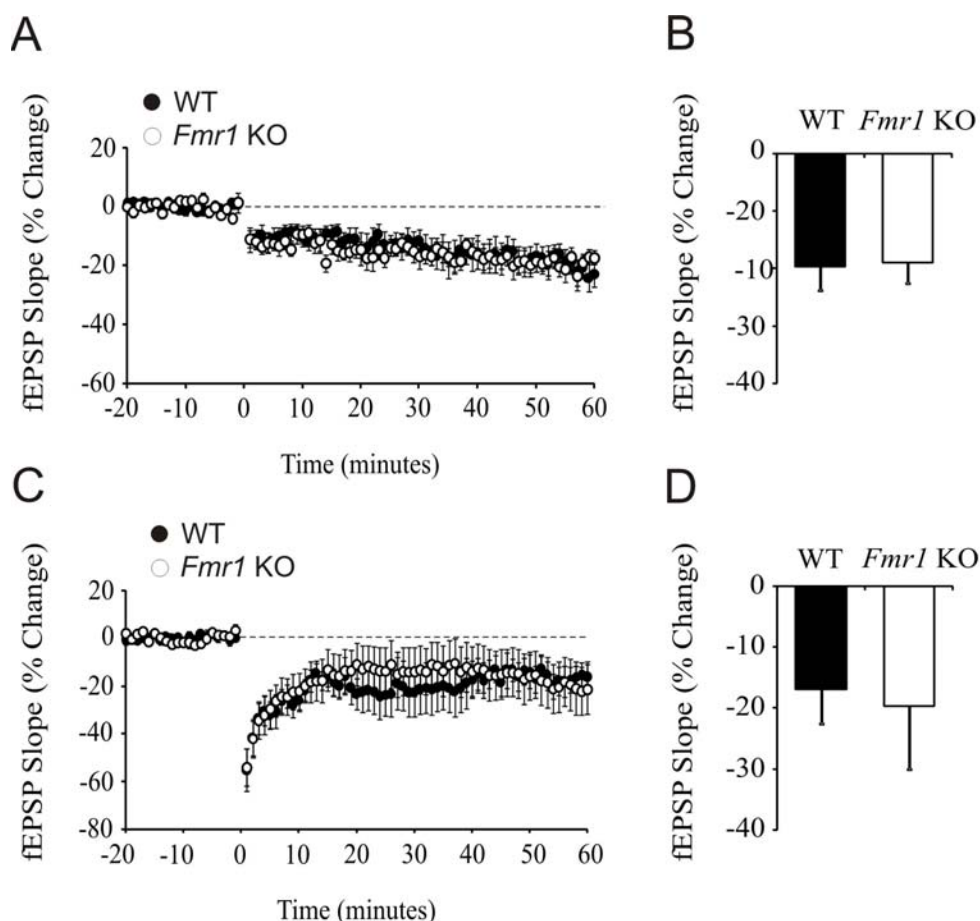 A
WT
Fmr1 KO
fEPSP Slope (% Change)
20
0
-20
-40
-60
-20 -10 0 10 20 30 40 50 60
Time (minutes)
B
WT Fmr1 KO
fEPSP Slope (% Change)
0
-20
-10
-30
-40
C
WT
Fmr1 KO
fEPSP Slope (% Change)
20
0
-20
-40
-60
-80
-20 -10 0 10 20 30 40 50 60
Time (minutes)
D
WT Fmr1 KO
fEPSP Slope (% Change)
0
-10
-20
-30
-40